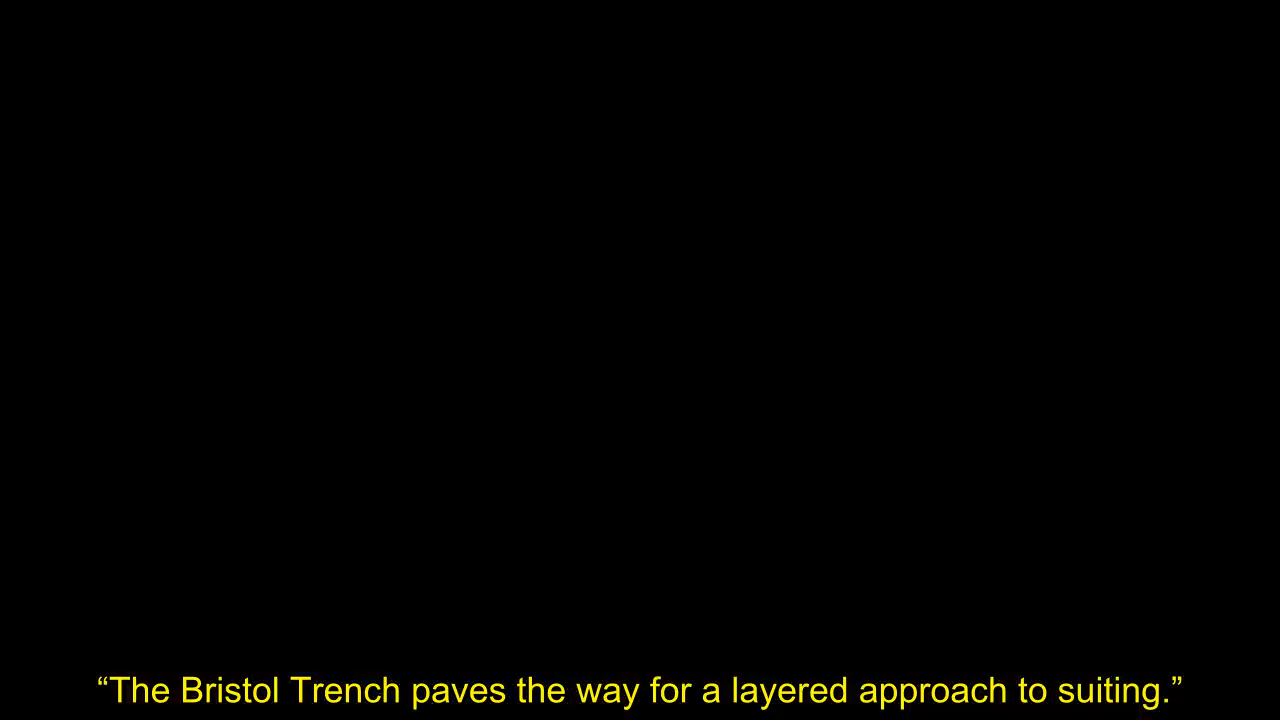 “The Bristol Trench paves the way for a layered approach to suiting.”